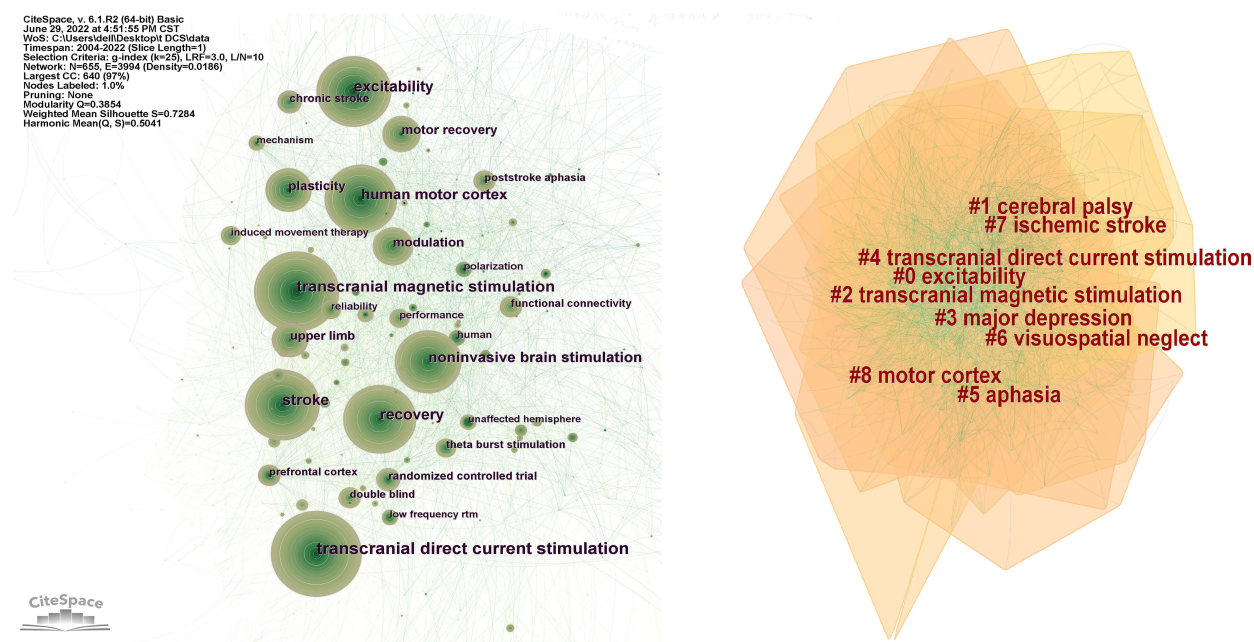 CiteSpace, v. 6.1.R2 (64-bit) Basic
June 29, 2022 at 4:51:55 PM CST
WoS: C:\Users\dell\Desktop\t DCS\data
Timespan: 2004-2022 (Slice Length=1)
Selection Criteria: g-index (k=25), LRF=3.0, L/N=10
Network: N=655, E=3994 (Density=0.0186)
Largest CC: 640 (97%)
Nodes Labeled: 1.0%
Pruning: None
Modularity Q=0.3854
Weighted Mean Silhouette S=0.7284
Harmonic Mean(Q, S)=0.5041
excitability
chronic stroke
motor recovery
mechanism
poststroke aphasia
plasticity
human motor cortex
induced movement therapy
modulation
polarization
transcranial magnetic stimulation
functional connectivity
reliability
performance
upper limb
human
noninvasive brain stimulation
stroke
recovery
unaffected hemisphere
theta burst stimulation
prefrontal cortex
randomized controlled trial
double blind
low frequency rtm
transcranial direct current stimulation
CiteSpace
#1 cerebral palsy
#7 ischemic stroke
#4 transcranial direct current stimulation
#0 excitability
#2 transcranial magnetic stimulation
#3 major depression
#6 visuospatial neglect
#8 motor cortex
#5 aphasia